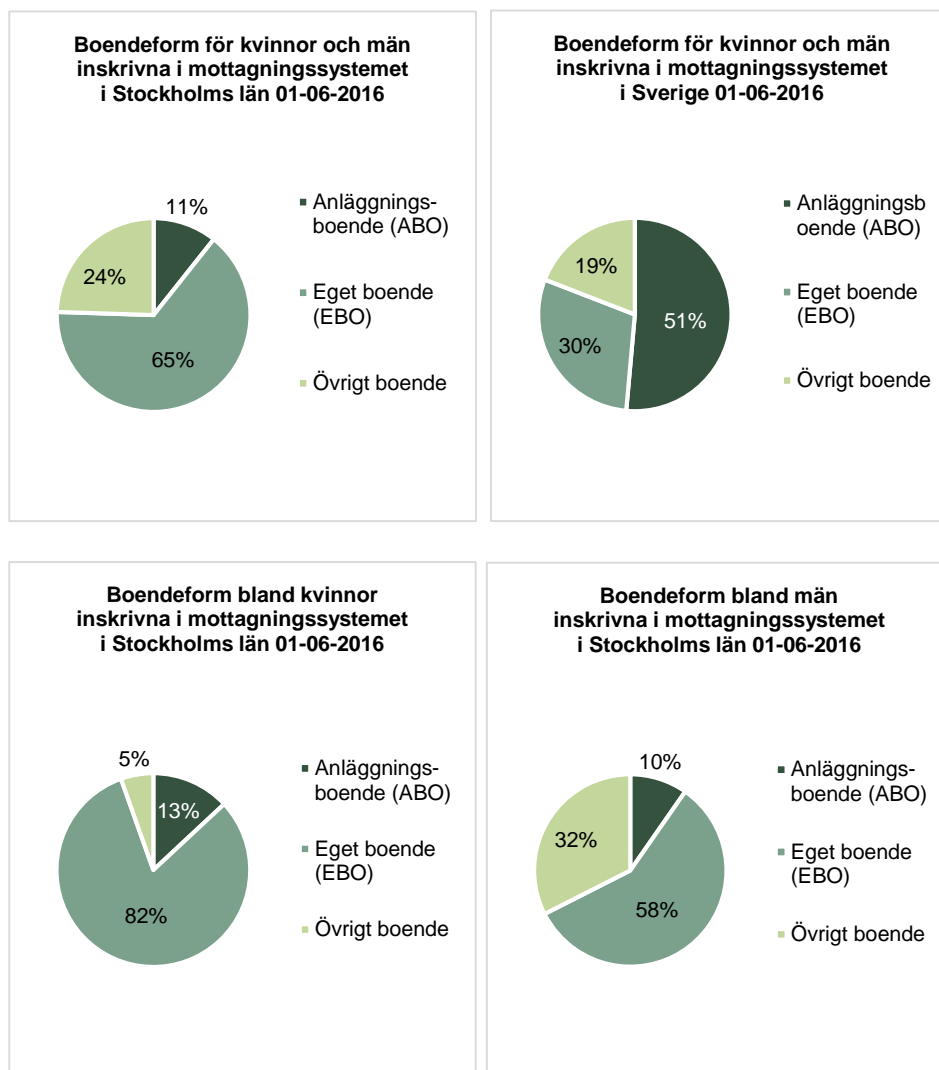 Boendeform för kvinnor och män
inskrivna i mottagningssystemet
i Stockholms län 01-06-2016
11%
24%
65%
Anläggnings-
boende (ABO)
Eget boende
(EBO)
Övrigt boende
Boendeform för kvinnor och män
inskrivna i mottagningssystemet
i Sverige 01-06-2016
19%
51%
30%
Anläggningsb
oende (ABO)
Eget boende
(EBO)
Övrigt boende
Boendeform bland kvinnor
inskrivna i mottagningssystemet
i Stockholms län 01-06-2016
5%
13%
82%
Anläggnings-
boende (ABO)
Eget boende
(EBO)
Övrigt boende
Boendeform bland män
inskrivna i mottagningssystemet
i Stockholms län 01-06-2016
10%
32%
58%
Anläggnings-
boende (ABO)
Eget boende
(EBO)
Övrigt boende